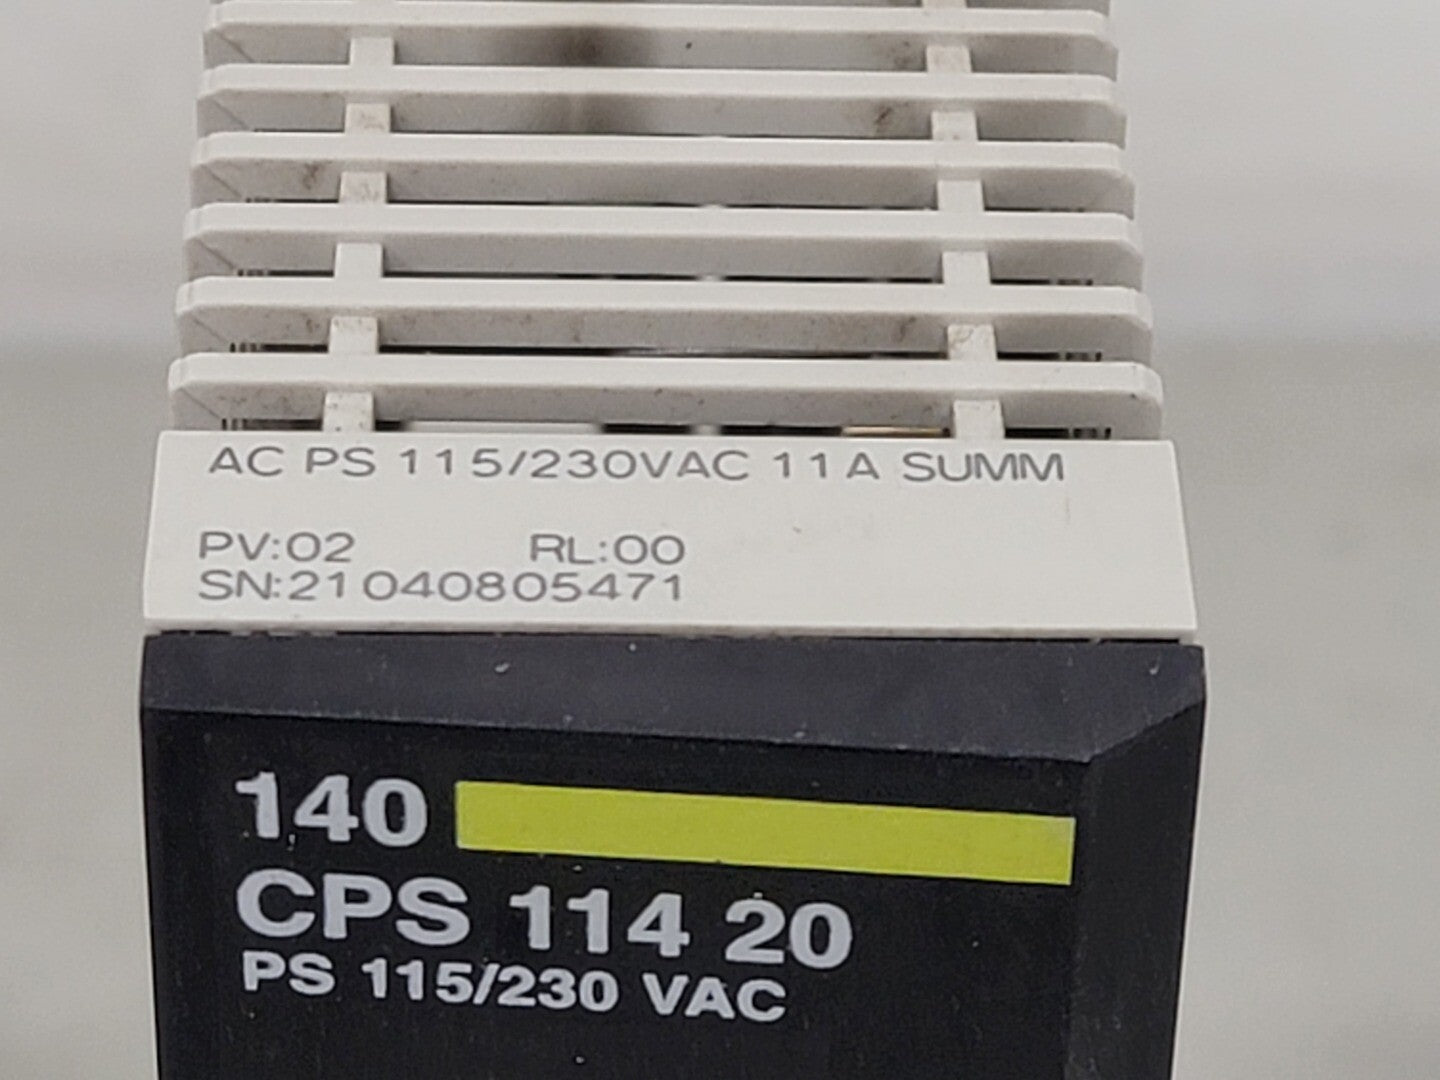 AC PS 115/230VAC 11A SUMM
PV:02 RL:00
SN:21040805471
140
CPS 114 20
PS 115/230 VAC